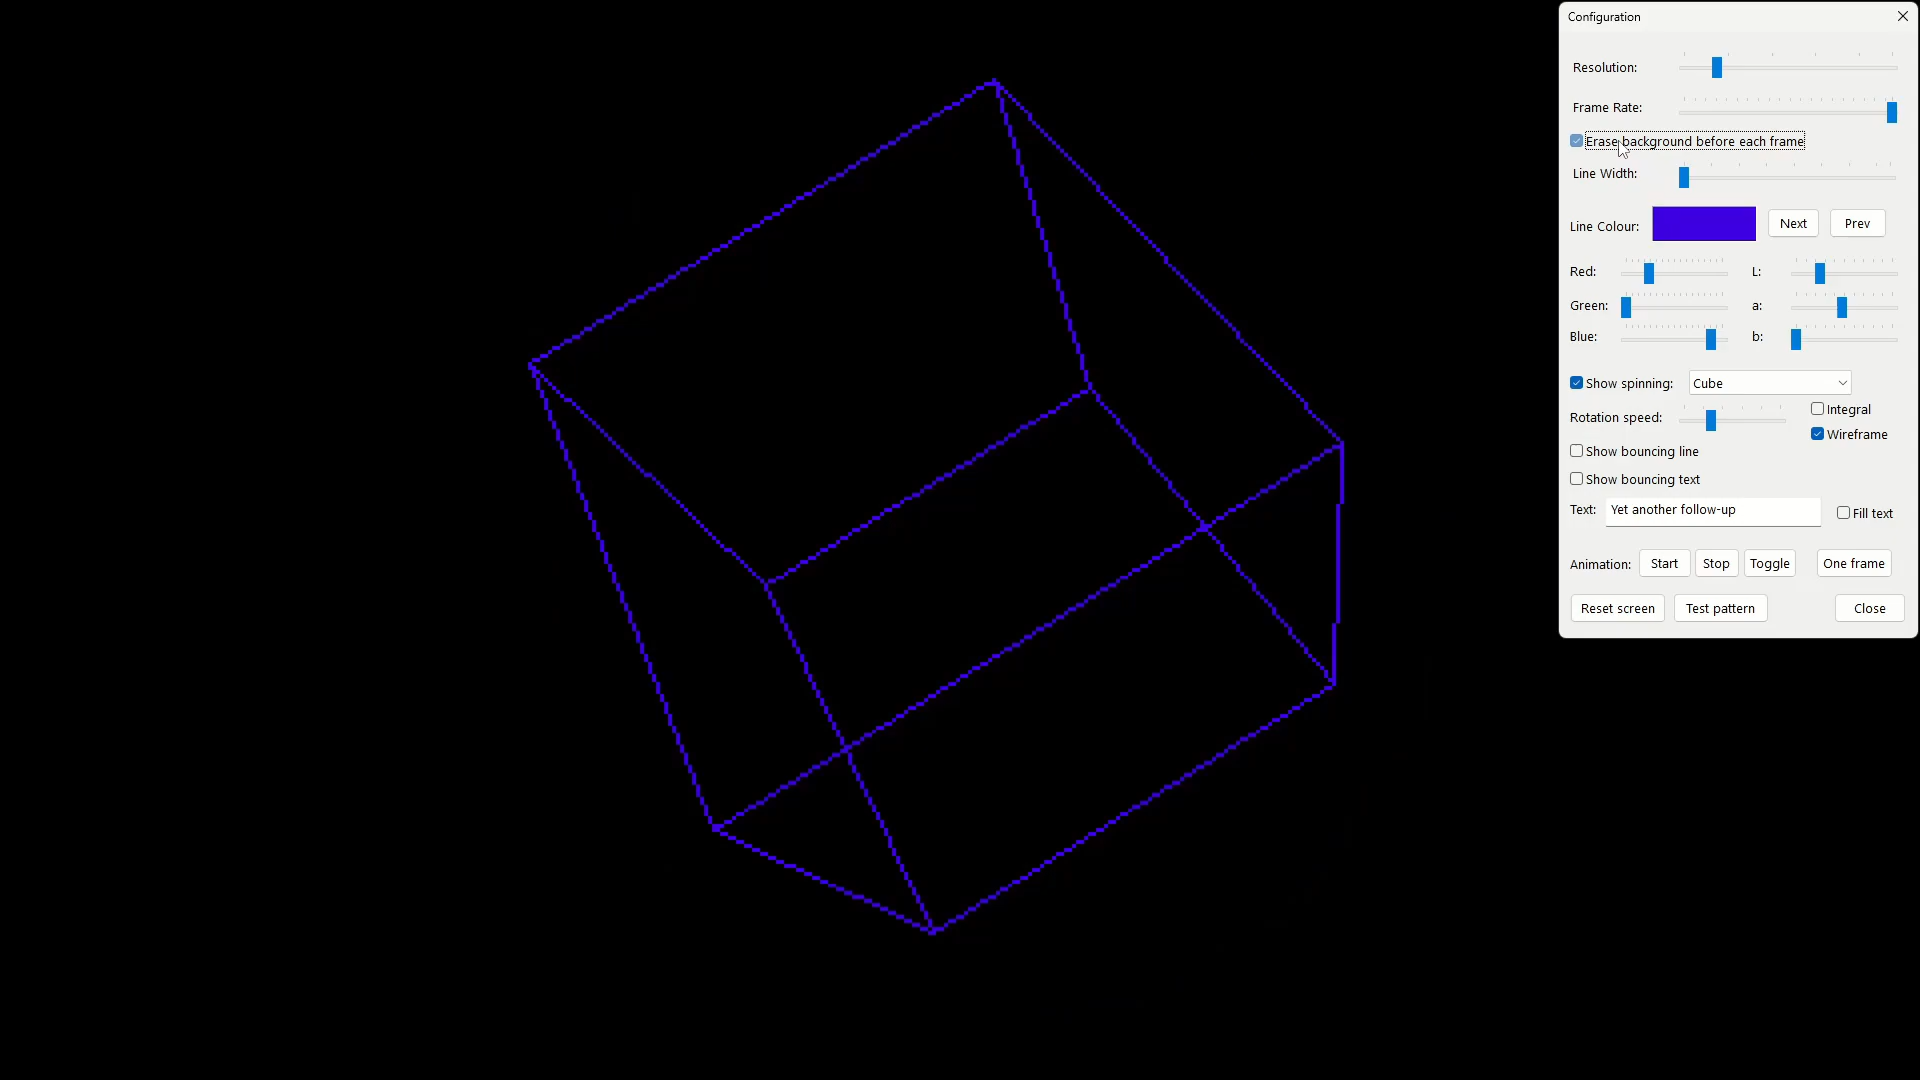 Configuration
Resolution:
Frame Rate:
Erase background before each frame
Line Width:
Line Colour: Next Prev
Red: L:
Green: a:
Blue: b:
Show spinning: Cube
Rotation speed: Integral
Wireframe
Show bouncing line
Show bouncing text
Text: Yet another follow-up Fill text
Animation: Start Stop Toggle One frame
Reset screen Test pattern Close